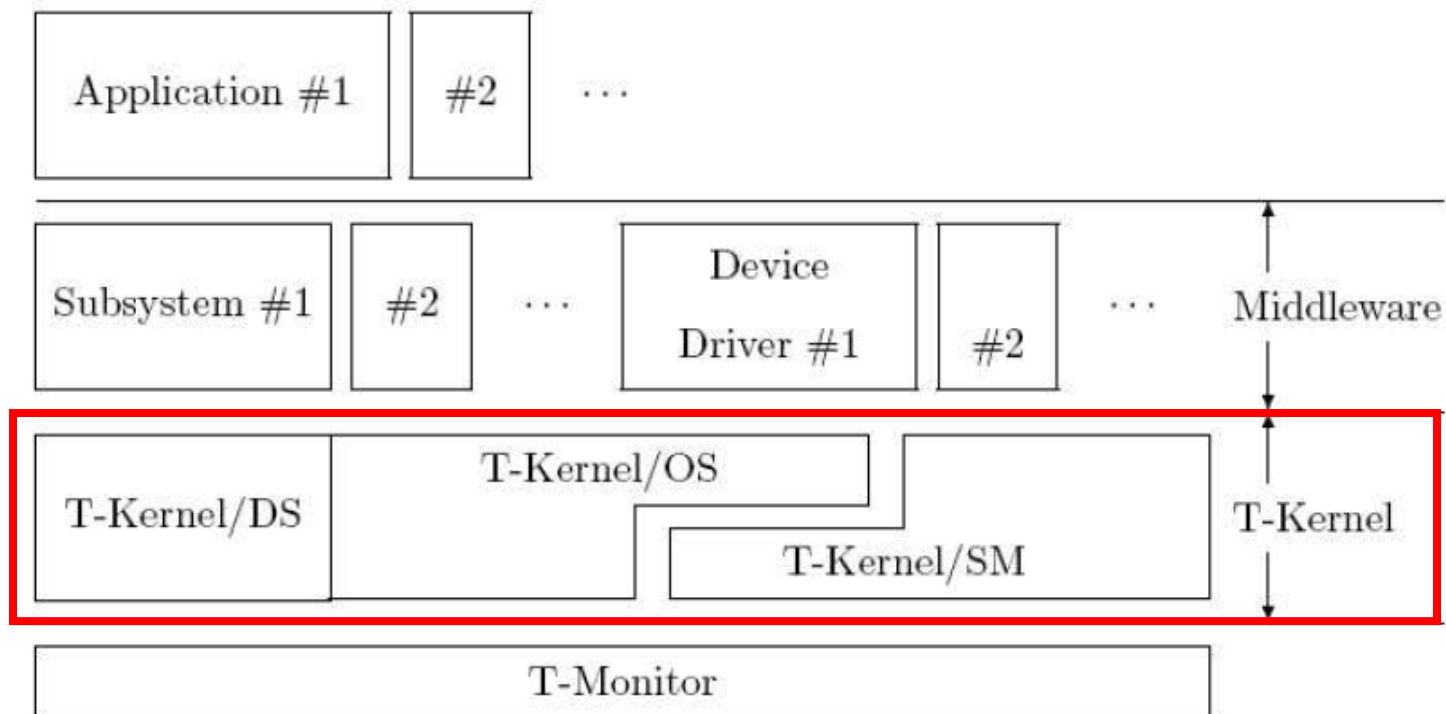 Application #1 #2 ...
Subsystem #1 #2 ... Device Driver #1 #2 ... Middleware
T-Kernel/DS T-Kernel/OS T-Kernel/SM T-Kernel
T-Monitor